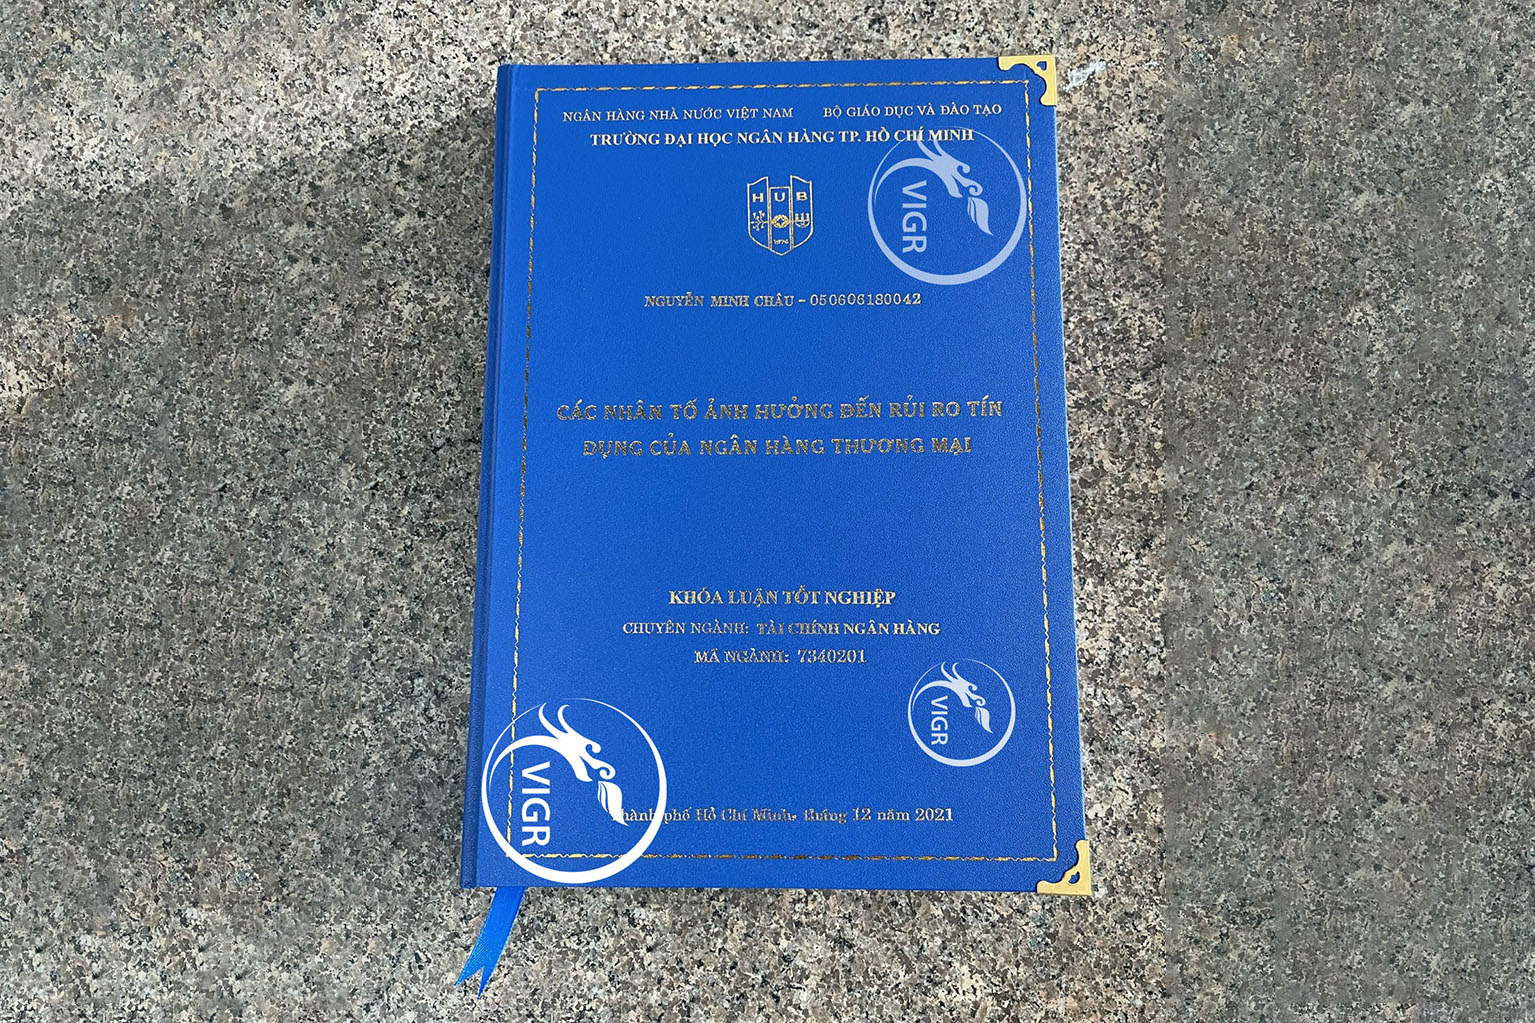 NGÂN HÀNG NHÀ NƯỚC VIỆT NAM BỘ GIÁO DỤC VÀ ĐÀO TẠO
TRƯỜNG ĐẠI HỌC NGÂN HÀNG TP. HỒ CHÍ MINH
VIGR
HUB
1976
NGUYỄN MINH CHÂU - 050606180042
CÁC NHÂN TỐ ẢNH HƯỞNG ĐẾN RỦI RO TÍN
DỤNG CỦA NGÂN HÀNG THƯƠNG MẠI
KHÓA LUẬN TỐT NGHIỆP
CHUYÊN NGÀNH: TÀI CHÍNH NGÂN HÀNG
MÃ NGÀNH: 7340201
VIGR
VIGR
Thành phố Hồ Chí Minh, tháng 12 năm 2021